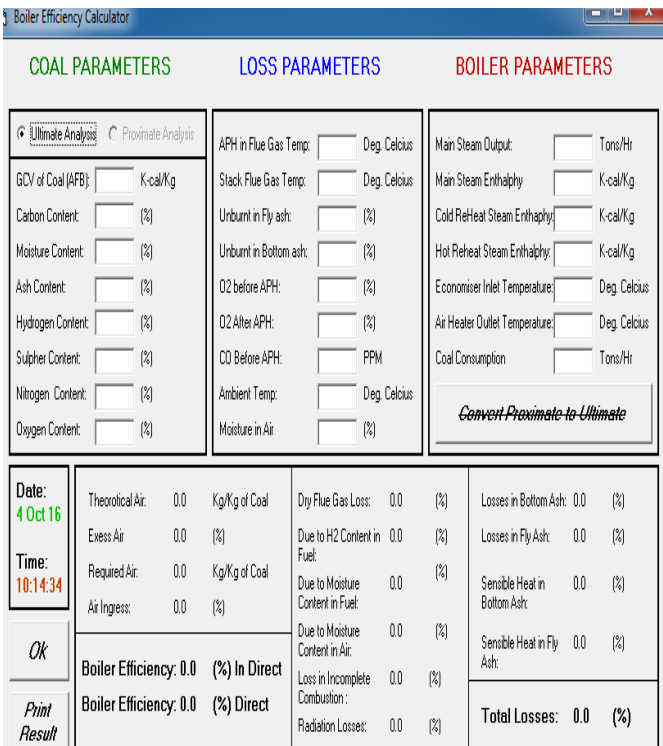 Boiler Efficiency Calculator
COAL PARAMETERS
Ultimate Analysis Proximate Analysis
GCV of Coal (AFB): K-cal/Kg
Carbon Content: (%)
Moisture Content: (%)
Ash Content: (%)
Hydrogen Content: (%)
Sulpher Content: (%)
Nitrogen Content: (%)
Oxygen Content: (%)
LOSS PARAMETERS
APH in Flue Gas Temp: Deg. Celcius
Stack Flue Gas Temp: Deg. Celcius
Unburnt in Fly ash: (%)
Unburnt in Bottom ash: (%)
O2 before APH: (%)
O2 After APH: (%)
CO Before APH: PPM
Ambient Temp: Deg. Celcius
Moisture in Air (%)
BOILER PARAMETERS
Main Steam Output: Tons/Hr
Main Steam Enthalpy K-cal/Kg
Cold ReHeat Steam Enthaphy: K-cal/Kg
Hot Reheat Steam Enthalphy: K-cal/Kg
Economiser Inlet Temperature: Deg. Celcius
Air Heater Outlet Temperature: Deg. Celcius
Coal Consumption Tons/Hr
Convert Proximate to Ultimate
Date:
4 Oct 16
Time:
10:14:34
Ok
Print
Result
Theorotical Air: 0.0 Kg/Kg of Coal
Exess Air 0.0 (%)
Required Air: 0.0 Kg/Kg of Coal
Air Ingress: 0.0 (%)
Boiler Efficiency: 0.0 (%) In Direct
Boiler Efficiency: 0.0 (%) Direct
Dry Flue Gas Loss: 0.0 (%)
Due to H2 Content in 0.0 (%)
Fuel:
(%)
Due to Moisture 0.0
Content in Fuel:
Due to Moisture 0.0 (%)
Content in Air:
Loss in Incomplete 0.0 (%)
Combustion :
Radiation Losses: 0.0 (%)
Losses in Bottom Ash: 0.0 (%)
Losses in Fly Ash: 0.0 (%)
Sensible Heat in 0.0 (%)
Bottom Ash:
Sensible Heat in Fly 0.0 (%)
Ash:
Total Losses: 0.0 (%)